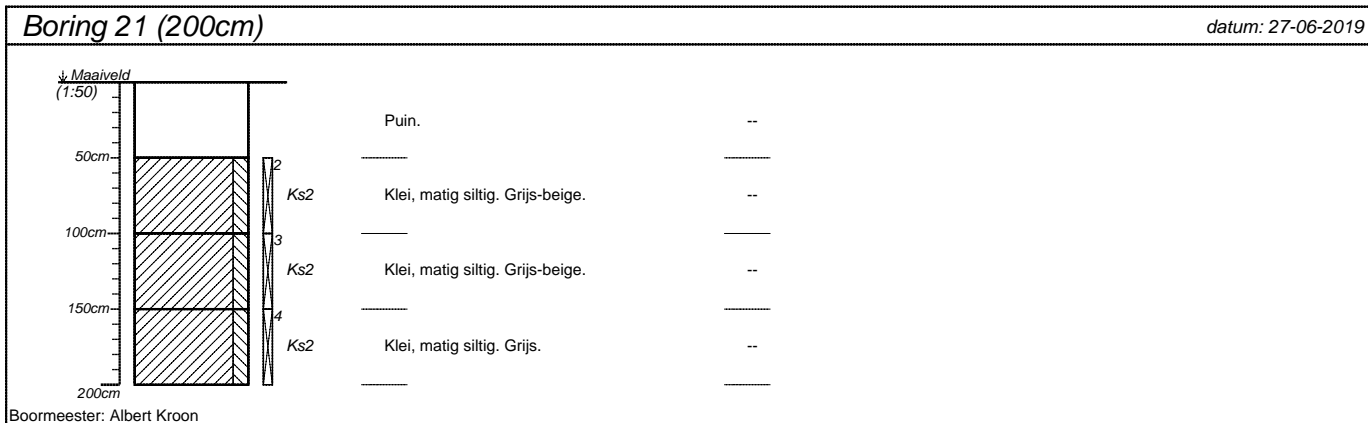 Boring 21 (200cm) datum: 27-06-2019
Maaiveld
(1:50)
Puin. --
50cm
2
Ks2 Klei, matig siltig. Grijs-beige. --
100cm
3
Ks2 Klei, matig siltig. Grijs-beige. --
150cm
4
Ks2 Klei, matig siltig. Grijs. --
200cm
Boormeester: Albert Kroon